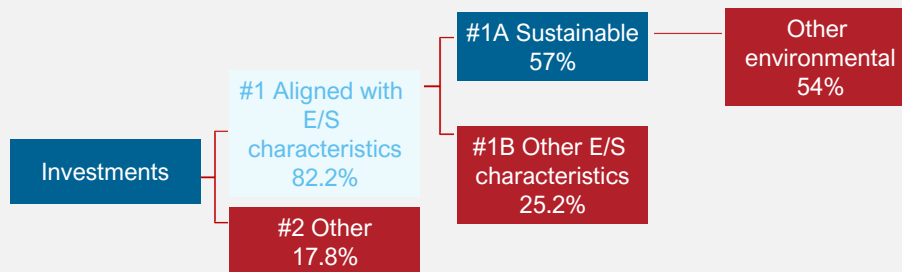 Investments
#1 Aligned with
E/S
characteristics
82.2%
#2 Other
17.8%
#1A Sustainable
57%
#1B Other E/S
characteristics
25.2%
Other
environmental
54%